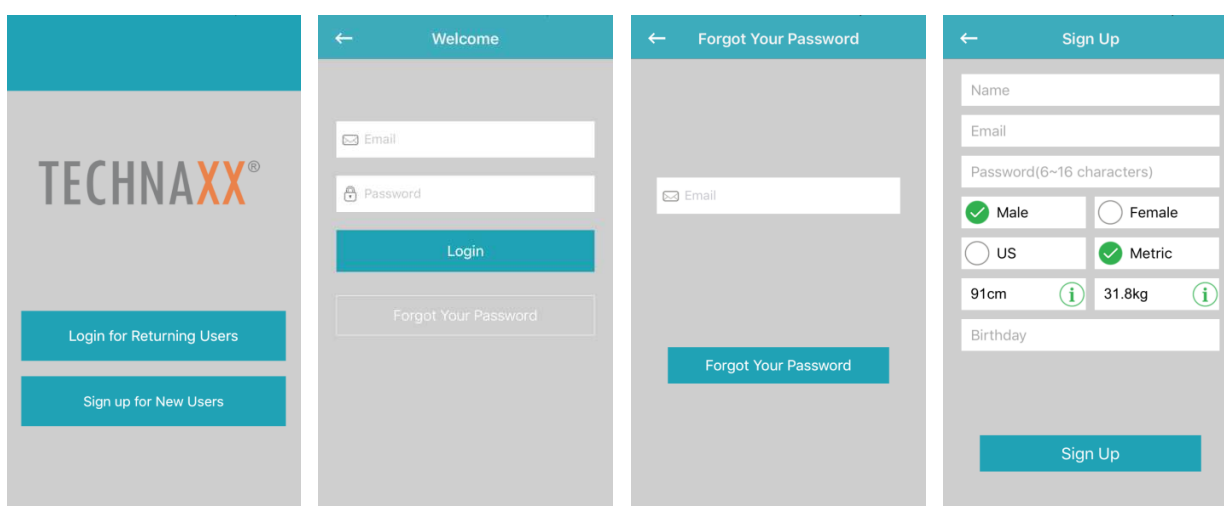 TECHNAXX®
Login for Returning Users
Sign up for New Users
Welcome
Email
Password
Login
Forgot Your Password
Forgot Your Password
Email
Forgot Your Password
Sign Up
Name
Email
Password(6~16 characters)
Male Female
US Metric
91cm i 31.8kg i
Birthday
Sign Up